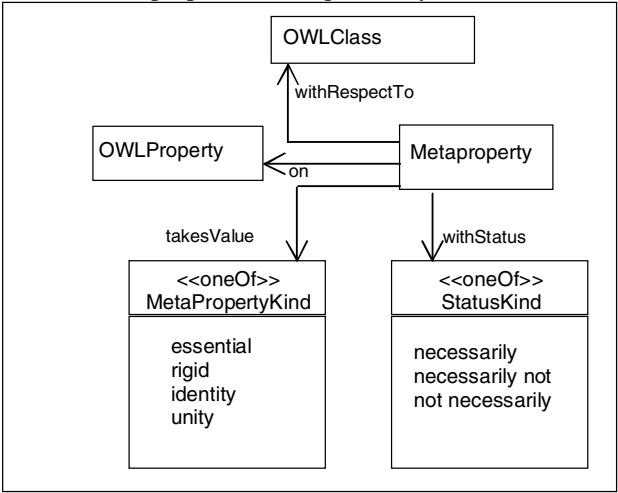 OWLClass
withRespectTo
OWLProperty
Metaproperty
on
takesValue
withStatus
<<oneOf>>
MetaPropertyKind
essential
rigid
identity
unity
<<oneOf>>
StatusKind
necessarily
necessarily not
not necessarily